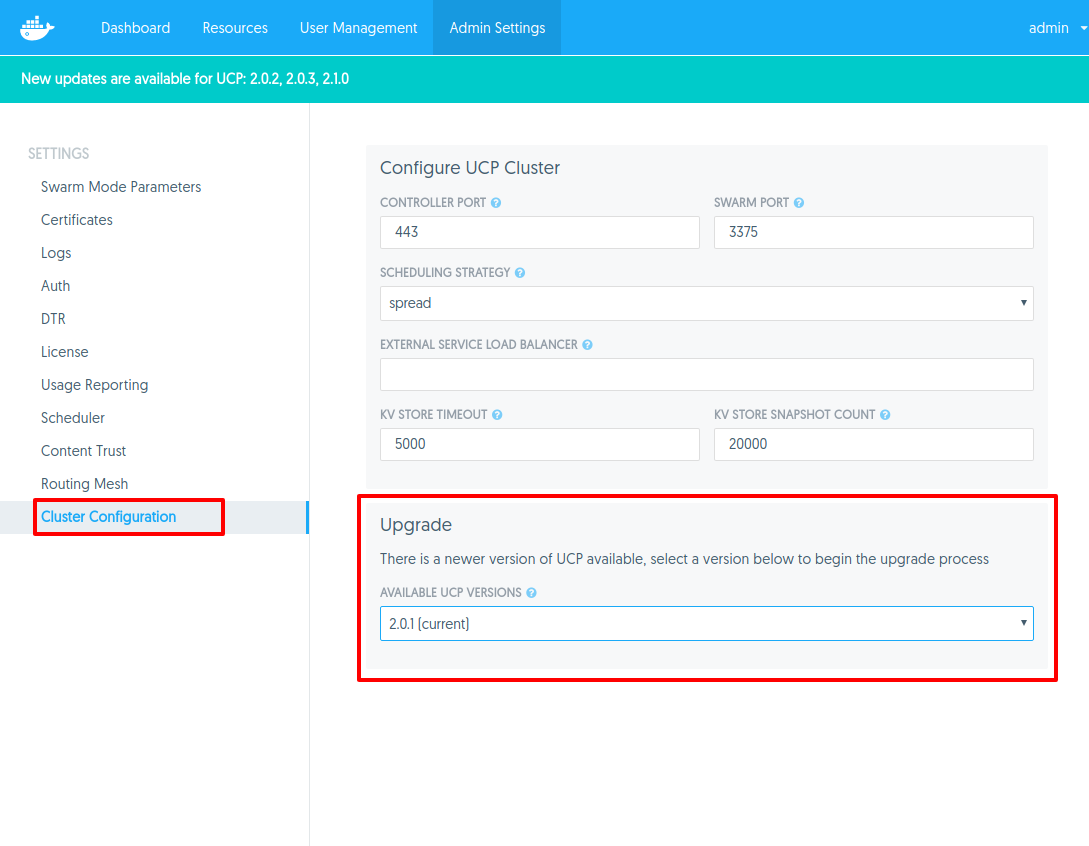 Dashboard Resources User Management Admin Settings admin
New updates are available for UCP: 2.0.2, 2.0.3, 2.1.0
SETTINGS
Swarm Mode Parameters
Certificates
Logs
Auth
DTR
License
Usage Reporting
Scheduler
Content Trust
Routing Mesh
Cluster Configuration
Configure UCP Cluster
CONTROLLER PORT ? SWARM PORT ?
443 3375
SCHEDULING STRATEGY ?
spread
EXTERNAL SERVICE LOAD BALANCER ?
KV STORE TIMEOUT ? KV STORE SNAPSHOT COUNT ?
5000 20000
Upgrade
There is a newer version of UCP available, select a version below to begin the upgrade process
AVAILABLE UCP VERSIONS ?
2.0.1 (current)